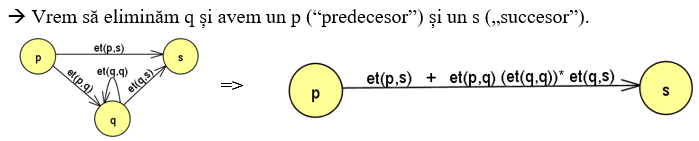 → Vrem să eliminăm q și avem un p (“predecesor”) și un s („succesor”).
et(p,s)
p
s
et(p,q)
et(q,q)
et(q,s)
q
=>
et(p,s) + et(p,q) (et(q,q))* et(q,s)
p
s